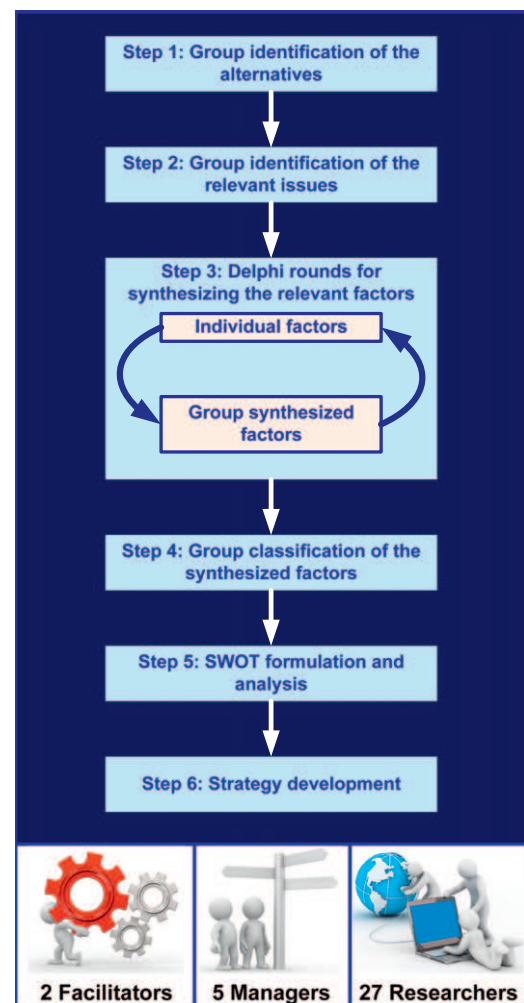 Step 1: Group identification of the
alternatives
Step 2: Group identification of the
relevant issues
Step 3: Delphi rounds for
synthesizing the relevant factors
Individual factors
Group synthesized
factors
Step 4: Group classification of the
synthesized factors
Step 5: SWOT formulation and
analysis
Step 6: Strategy development
2 Facilitators
5 Managers
27 Researchers